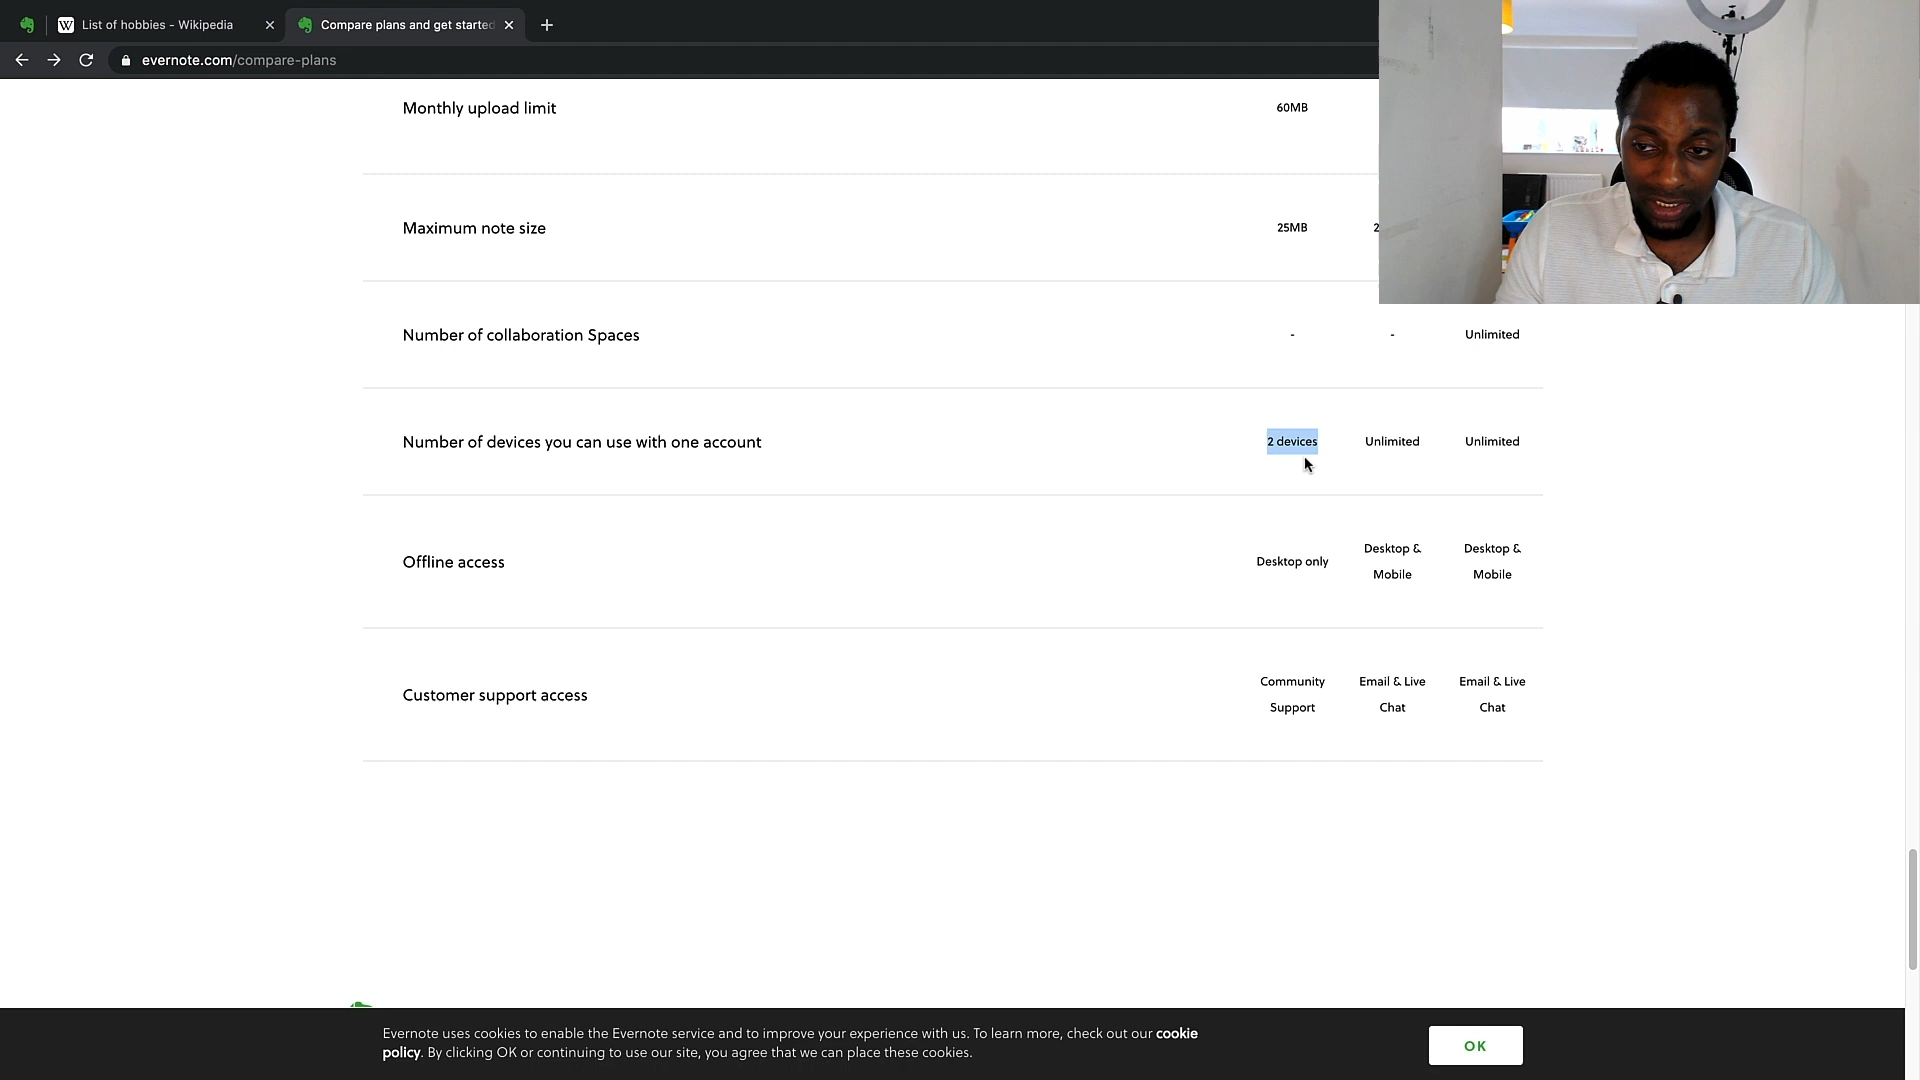 List of hobbies - Wikipedia
Compare plans and get started
evernote.com/compare-plans
Monthly upload limit 60MB
Maximum note size 25MB 2
Number of collaboration Spaces - - Unlimited
Number of devices you can use with one account 2 devices Unlimited Unlimited
Offline access Desktop only Desktop & Mobile Desktop & Mobile
Customer support access Community Support Email & Live Chat Email & Live Chat
Evernote uses cookies to enable the Evernote service and to improve your experience with us. To learn more, check out our cookie
policy. By clicking OK or continuing to use our site, you agree that we can place these cookies.
OK